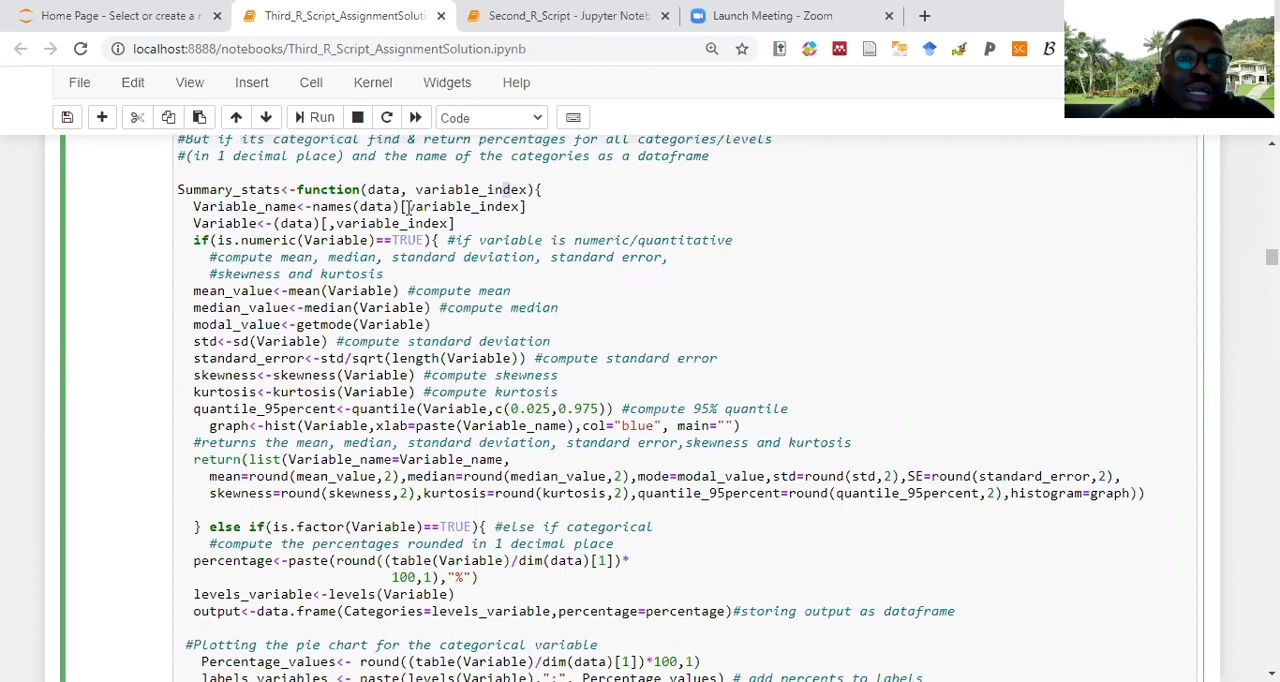 Home Page - Select or create a n
Third_R_Script_AssignmentSolutio
Second_R_Script - Jupyter Noteb
Launch Meeting - Zoom
localhost:8888/notebooks/Third_R_Script_AssignmentSolution.ipynb
SC
File Edit View Insert Cell Kernel Widgets Help
Run Code
#But if its categorical find & return percentages for all categories/levels
#(in 1 decimal place) and the name of the categories as a dataframe
Summary_stats<-function(data, variable_index){
Variable_name<-names(data)[variable_index]
Variable<-(data)[,variable_index]
if(is.numeric(Variable)==TRUE){ #if variable is numeric/quantitative
#compute mean, median, standard deviation, standard error,
#skewness and kurtosis
mean_value<-mean(Variable) #compute mean
median_value<-median(Variable) #compute median
modal_value<-getmode(Variable)
std<-sd(Variable) #compute standard deviation
standard_error<-std/sqrt(length(Variable)) #compute standard error
skewness<-skewness(Variable) #compute skewness
kurtosis<-kurtosis(Variable) #compute kurtosis
quantile_95percent<-quantile(Variable,c(0.025,0.975)) #compute 95% quantile
graph<-hist(Variable,xlab=paste(Variable_name),col="blue", main="")
#returns the mean, median, standard deviation, standard error,skewness and kurtosis
return(list(Variable_name=Variable_name,
mean=round(mean_value,2),median=round(median_value,2),mode=modal_value,std=round(std,2),SE=round(standard_error,2),
skewness=round(skewness,2),kurtosis=round(kurtosis,2),quantile_95percent=round(quantile_95percent,2),histogram=graph))
} else if(is.factor(Variable)==TRUE){ #else if categorical
#compute the percentages rounded in 1 decimal place
percentage<-paste(round((table(Variable)/dim(data)[1])*
100,1),"%")
levels_variable<-levels(Variable)
output<-data.frame(Categories=levels_variable,percentage=percentage)#storing output as dataframe
#Plotting the pie chart for the categorical variable
Percentage_values<- round((table(Variable)/dim(data)[1])*100,1)
labels_variables <- paste(levels(Variable),":", Percentage_values) # add percents to labels